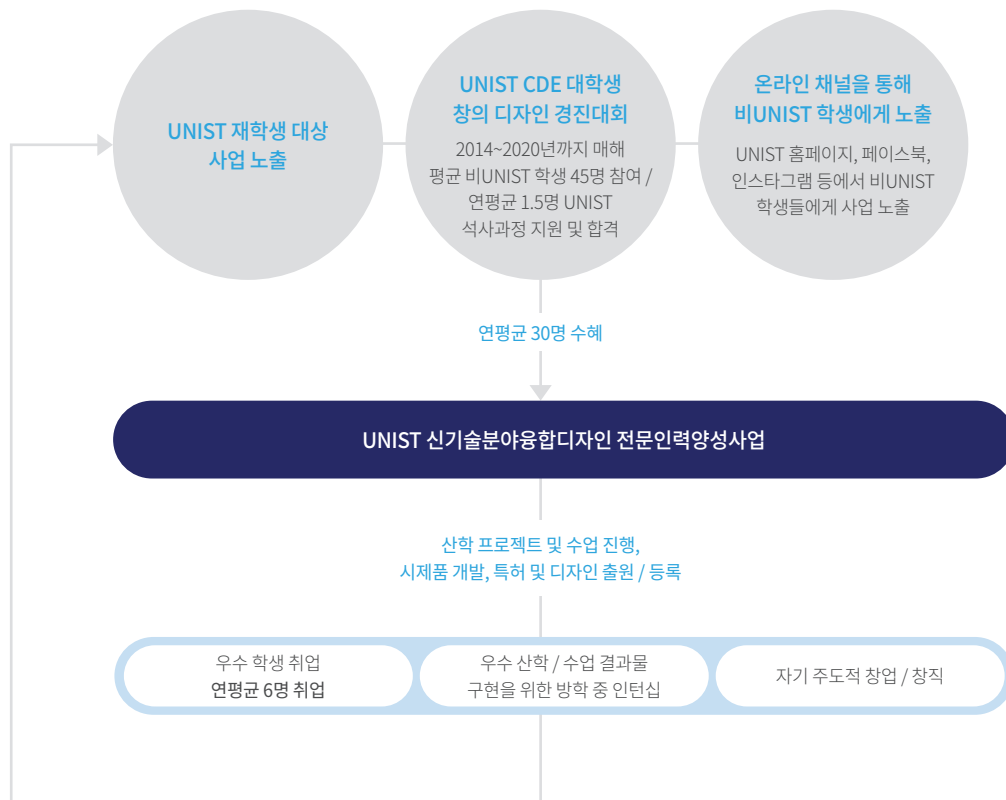 UNIST 재학생 대상
사업 노출
UNIST CDE 대학생
창의 디자인 경진대회
2014~2020년까지 매해
평균 비UNIST 학생 45명 참여 /
연평균 1.5명 UNIST
석사과정 지원 및 합격
온라인 채널을 통해
비UNIST 학생에게 노출
UNIST 홈페이지, 페이스북,
인스타그램 등에서 비UNIST
학생들에게 사업 노출
연평균 30명 수혜
UNIST 신기술분야융합디자인 전문인력양성사업
산학 프로젝트 및 수업 진행,
시제품 개발, 특허 및 디자인 출원 / 등록
우수 학생 취업
연평균 6명 취업
우수 산학 / 수업 결과물
구현을 위한 방학 중 인턴십
자기 주도적 창업 / 창직